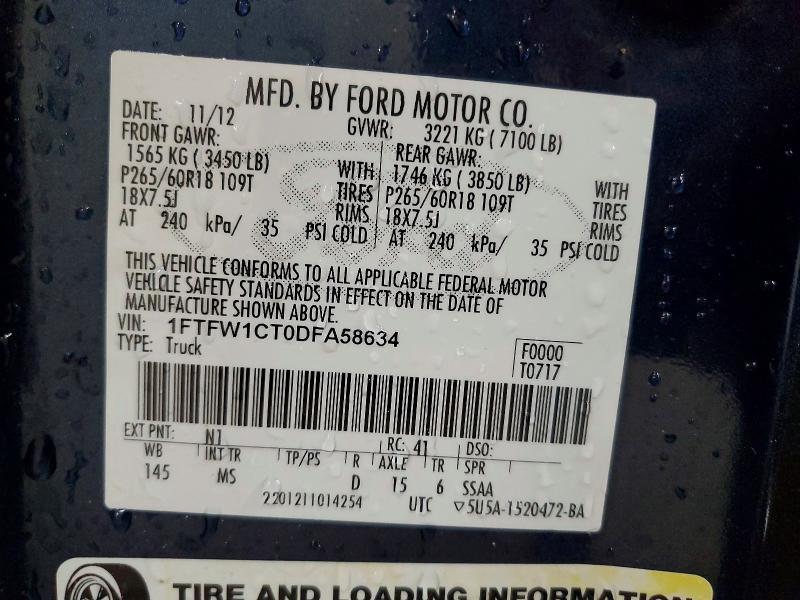 MFD. BY FORD MOTOR CO.
DATE: 11/12 GVWR: 3221 KG ( 7100 LB)
FRONT GAWR: REAR GAWR:
1565 KG ( 3450 LB) WITH 1746 KG ( 3850 LB) WITH
P265/60R18 109T TIRES P265/60R18 109T TIRES
18X7.5J RIMS 18X7.5J RIMS
AT 240 kPa/ 35 PSI COLD AT 240 kPa/ 35 PSI COLD
THIS VEHICLE CONFORMS TO ALL APPLICABLE FEDERAL MOTOR
VEHICLE SAFETY STANDARDS IN EFFECT ON THE DATE OF
MANUFACTURE SHOWN ABOVE.
VIN: 1FTFW1CT0DFA58634
TYPE: Truck
F0000
T0717
EXT PNT: N1 RC: 41 DSO:
WB INT TR TP/PS R AXLE TR SPR
145 MS D 15 6 SSAA
2201211014254 UTC ▽5U5A-1520472-BA
TIRE AND LOADING INFORMATION